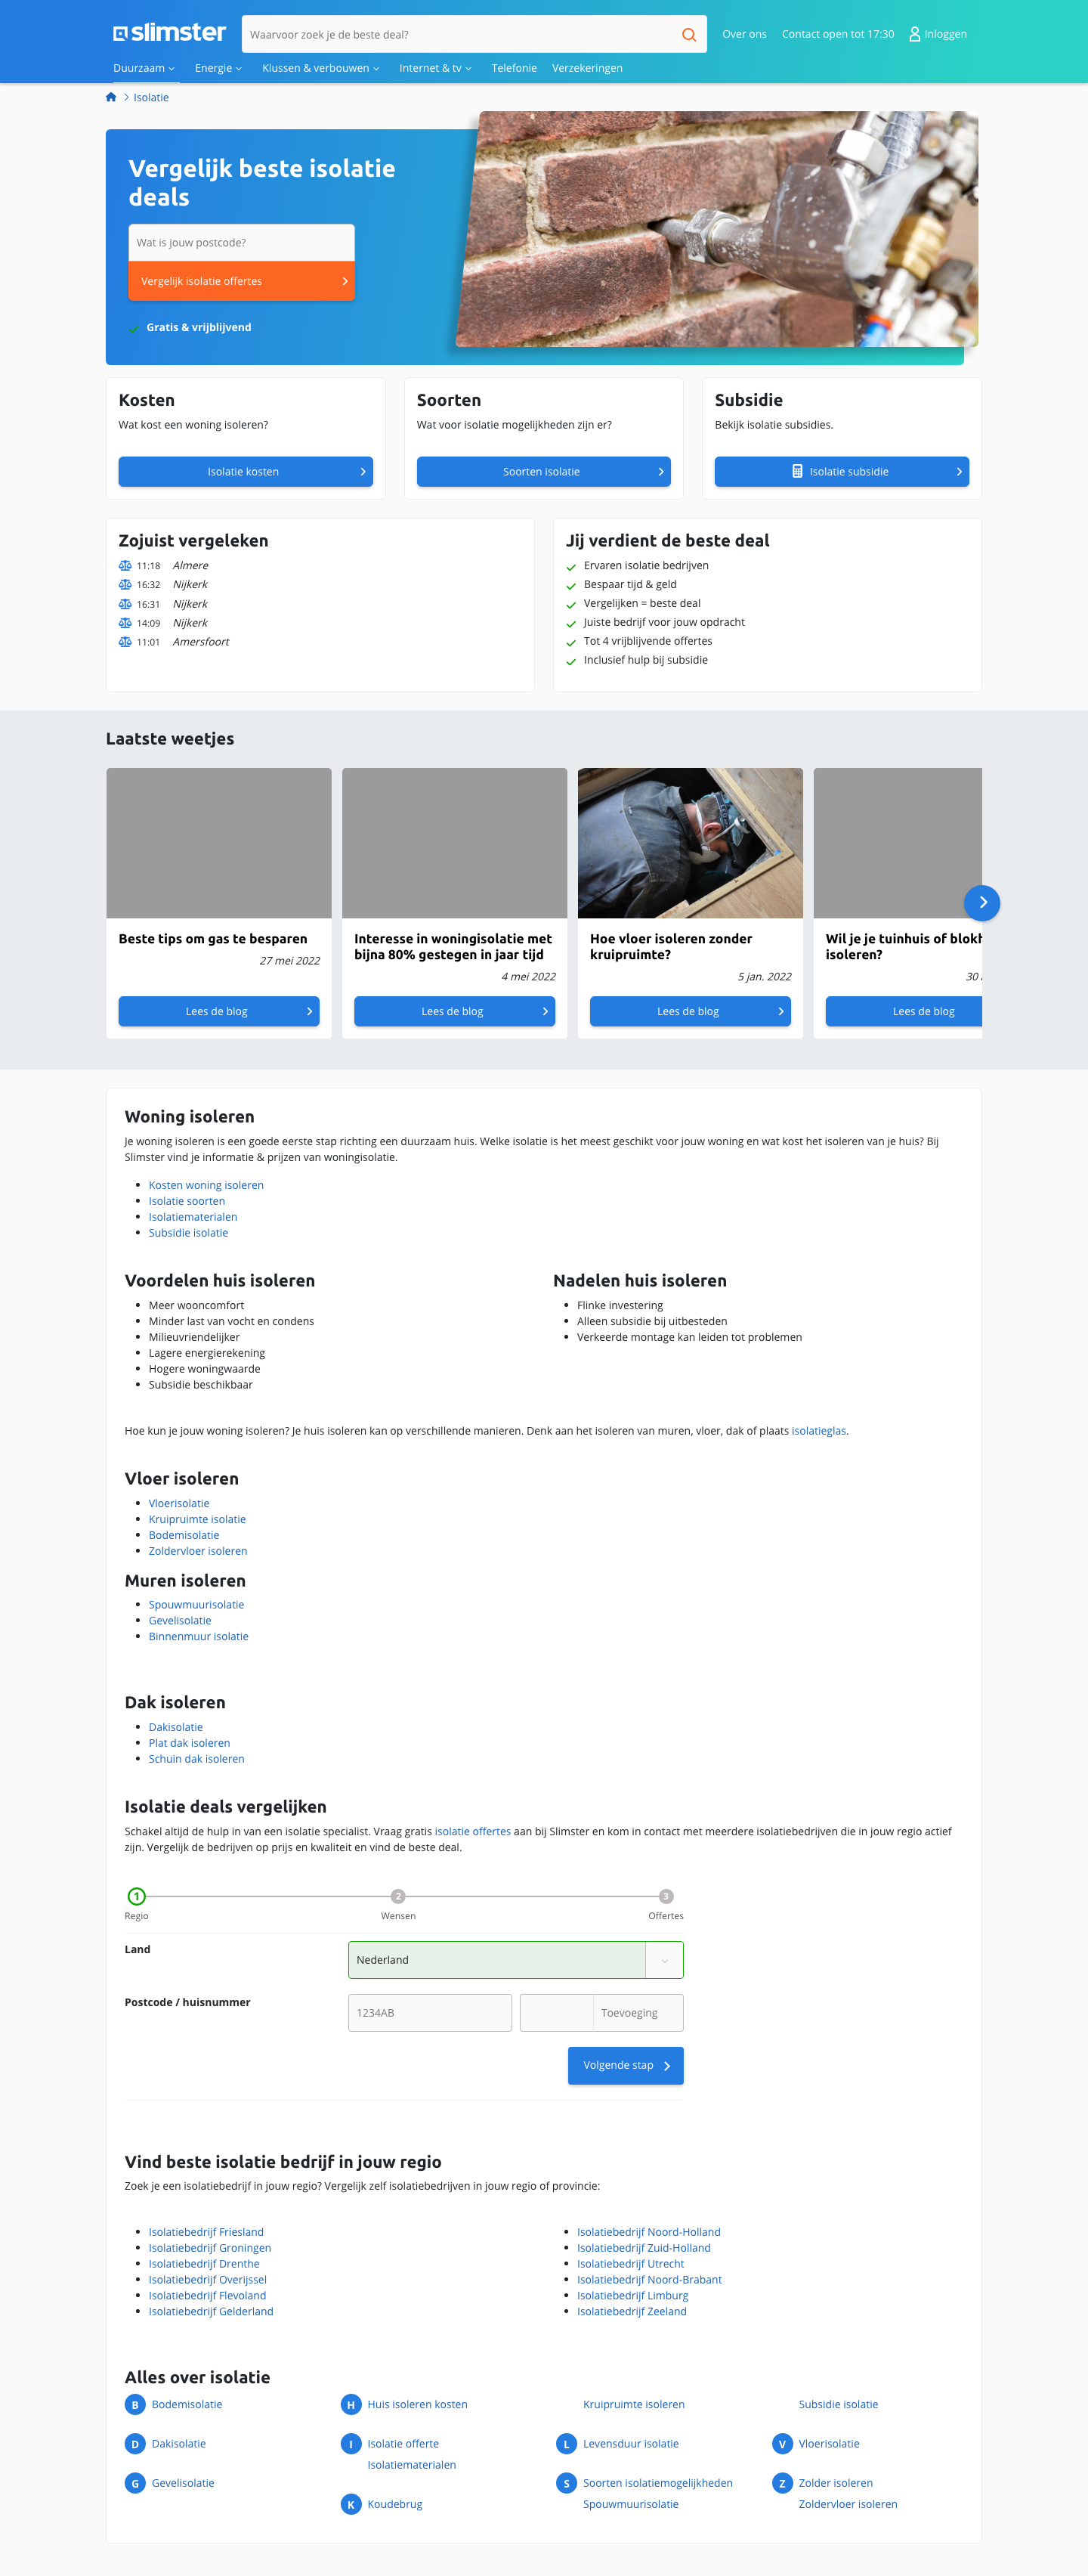 slimster
Waarvoor zoek je de beste deal?
Over ons
Contact open tot 17:30
Inloggen
Duurzaam
Energie
Klussen & verbouwen
Internet & tv
Telefonie
Verzekeringen
Isolatie
Vergelijk beste isolatie
deals
Wat is jouw postcode?
Vergelijk isolatie offertes
Gratis & vrijblijvend
Kosten
Wat kost een woning isoleren?
Isolatie kosten
Soorten
Wat voor isolatie mogelijkheden zijn er?
Soorten isolatie
Subsidie
Bekijk isolatie subsidies.
Isolatie subsidie
Zojuist vergeleken
11:18 Almere
16:32 Nijkerk
16:31 Nijkerk
14:09 Nijkerk
11:01 Amersfoort
Jij verdient de beste deal
Ervaren isolatie bedrijven
Bespaar tijd & geld
Vergelijken = beste deal
Juiste bedrijf voor jouw opdracht
Tot 4 vrijblijvende offertes
Inclusief hulp bij subsidie
Laatste weetjes
Beste tips om gas te besparen
27 mei 2022
Lees de blog
Interesse in woningisolatie met
bijna 80% gestegen in jaar tijd
4 mei 2022
Lees de blog
Hoe vloer isoleren zonder
kruipruimte?
5 jan. 2022
Lees de blog
Wil je je tuinhuis of
isoleren?
30
Lees de blog
Woning isoleren
Je woning isoleren is een goede eerste stap richting een duurzaam huis. Welke isolatie is het meest geschikt voor jouw woning en wat kost het isoleren van je huis? Bij
Slimster vind je informatie & prijzen van woningisolatie.
Kosten woning isoleren
Isolatie soorten
Isolatiematerialen
Subsidie isolatie
Voordelen huis isoleren
Meer wooncomfort
Minder last van vocht en condens
Milieuvriendelijker
Lagere energierekening
Hogere woningwaarde
Subsidie beschikbaar
Nadelen huis isoleren
Flinke investering
Alleen subsidie bij uitbesteden
Verkeerde montage kan leiden tot problemen
Hoe kun je jouw woning isoleren? Je huis isoleren kan op verschillende manieren. Denk aan het isoleren van muren, vloer, dak of plaats isolatieglas.
Vloer isoleren
Vloerisolatie
Kruipruimte isolatie
Bodemisolatie
Zoldervloer isoleren
Muren isoleren
Spouwmuurisolatie
Gevelisolatie
Binnenmuur isolatie
Dak isoleren
Dakisolatie
Plat dak isoleren
Schuin dak isoleren
Isolatie deals vergelijken
Schakel altijd de hulp in van een isolatie specialist. Vraag gratis isolatie offertes aan bij Slimster en kom in contact met meerdere isolatiebedrijven die in jouw regio actief
zijn. Vergelijk de bedrijven op prijs en kwaliteit en vind de beste deal.
1 2 3
Regio Wensen Offertes
Land
Nederland
Postcode / huisnummer
1234AB
Toevoeging
Volgende stap
Vind beste isolatie bedrijf in jouw regio
Zoek je een isolatiebedrijf in jouw regio? Vergelijk zelf isolatiebedrijven in jouw regio of provincie:
Isolatiebedrijf Friesland
Isolatiebedrijf Groningen
Isolatiebedrijf Drenthe
Isolatiebedrijf Overijssel
Isolatiebedrijf Flevoland
Isolatiebedrijf Gelderland
Isolatiebedrijf Noord-Holland
Isolatiebedrijf Zuid-Holland
Isolatiebedrijf Utrecht
Isolatiebedrijf Noord-Brabant
Isolatiebedrijf Limburg
Isolatiebedrijf Zeeland
Alles over isolatie
B Bodemisolatie
D Dakisolatie
G Gevelisolatie
H Huis isoleren kosten
I Isolatie offerte
Isolatiematerialen
K Koudebrug
Kruipruimte isoleren
L Levensduur isolatie
S Soorten isolatiemogelijkheden
Spouwmuurisolatie
Subsidie isolatie
V Vloerisolatie
Z Zolder isoleren
Zoldervloer isoleren